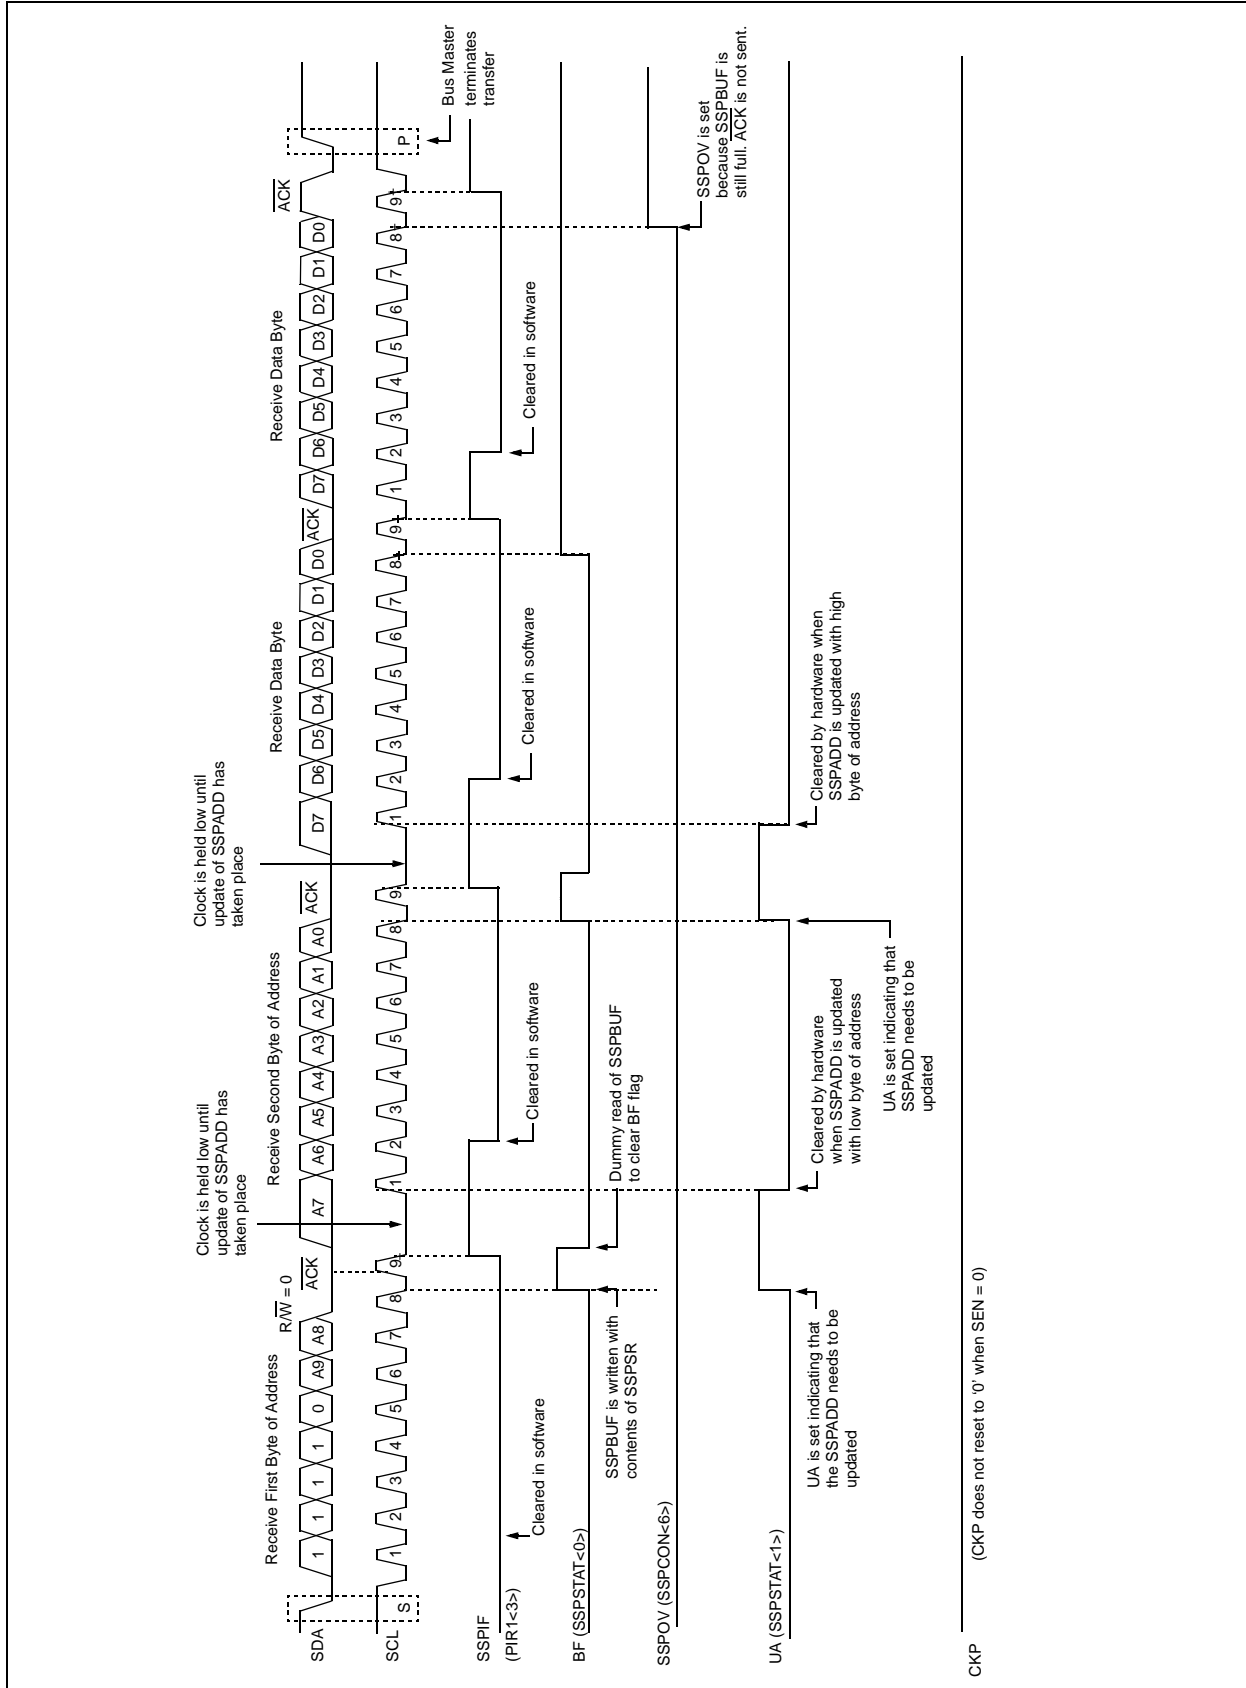 Receive First Byte of Address
R/W = 0
ACK
Clock is held low until
update of SSPADD has
taken place
Receive Second Byte of Address
ACK
Clock is held low until
update of SSPADD has
taken place
Receive Data Byte
ACK
Receive Data Byte
ACK
SDA
1 1 1 1 0 A9 A8
A7 A6 A5 A4 A3 A2 A1 A0
D7 D6 D5 D4 D3 D2 D1 D0
D7 D6 D5 D4 D3 D2 D1 D0
SCL
S
1 2 3 4 5 6 7 8 9
1 2 3 4 5 6 7 8 9
1 2 3 4 5 6 7 8 9
1 2 3 4 5 6 7 8 9
P
Bus Master
terminates
transfer
SSPIF
(PIR1<3>)
Cleared in software
Cleared in software
Cleared in software
Cleared in software
BF (SSPSTAT<0>)
SSPBUF is written with
contents of SSPSR
Dummy read of SSPBUF
to clear BF flag
SSPOV (SSPCON<6>)
SSPOV is set
because SSPBUF is
still full. ACK is not sent.
UA (SSPSTAT<1>)
UA is set indicating that
the SSPADD needs to be
updated
Cleared by hardware
when SSPADD is updated
with low byte of address
UA is set indicating that
SSPADD needs to be
updated
Cleared by hardware when
SSPADD is updated with high
byte of address
CKP
(CKP does not reset to ‘0’ when SEN = 0)